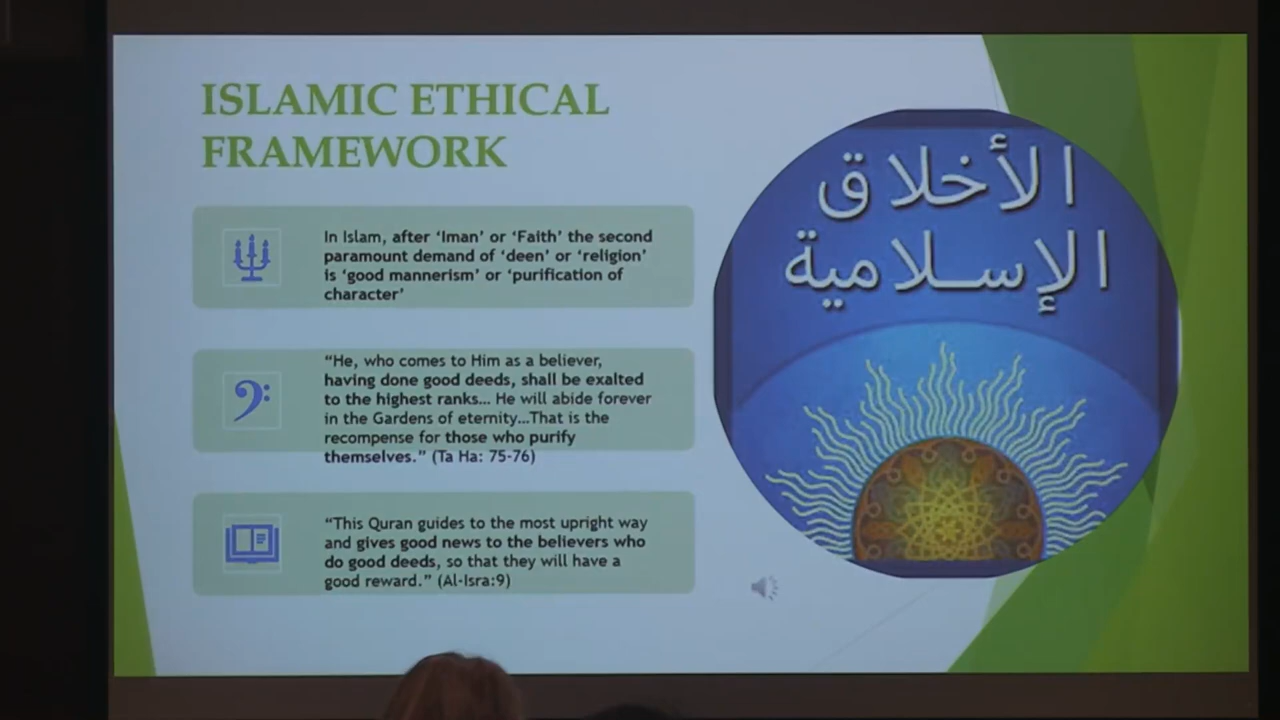 ISLAMIC ETHICAL
FRAMEWORK
In Islam, after ‘Iman’ or ‘Faith’ the second
paramount demand of ‘deen’ or ‘religion’
is ‘good mannerism’ or ‘purification of
character’
“He, who comes to Him as a believer,
having done good deeds, shall be exalted
to the highest ranks... He will abide forever
in the Gardens of eternity...That is the
recompense for those who purify
themselves.” (Ta Ha: 75-76)
“This Quran guides to the most upright way
and gives good news to the believers who
do good deeds, so that they will have a
good reward.” (Al-Isra:9)
الأخلاق
الإسلامية